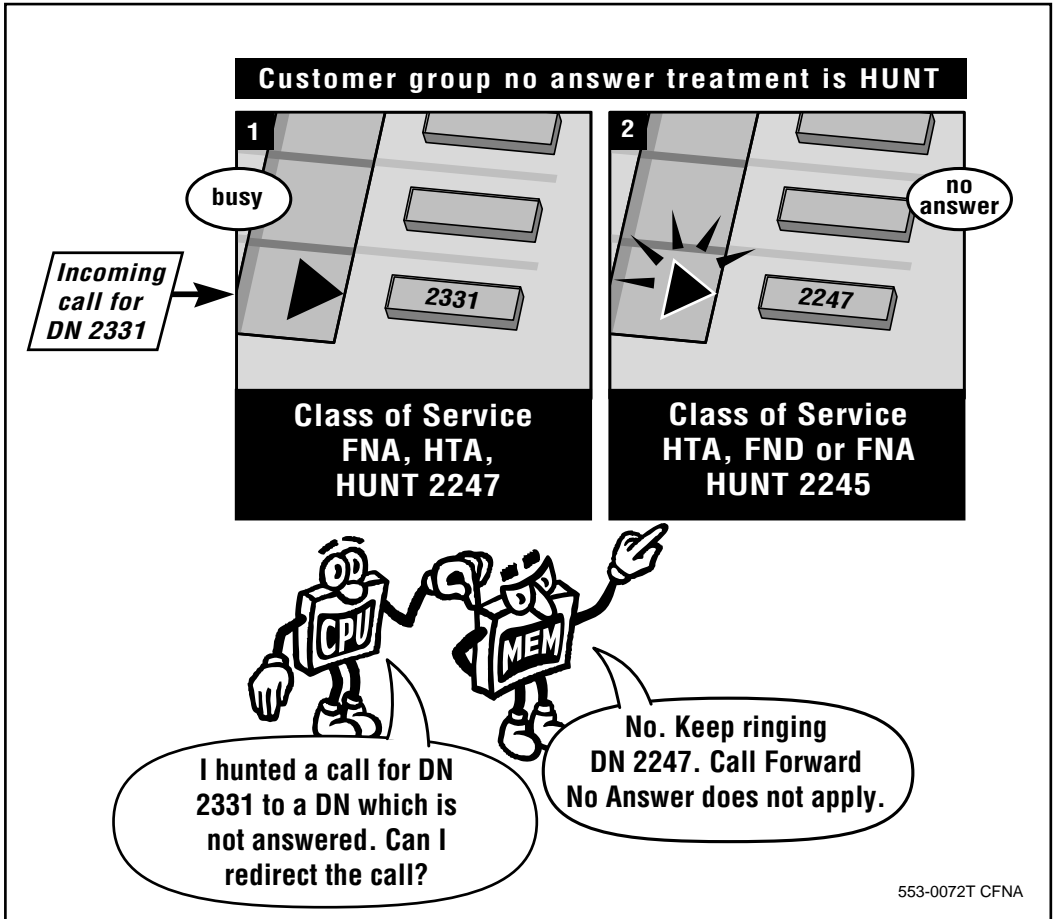 Customer group no answer treatment is HUNT
1
busy
Incoming
call for
DN 2331
2331
Class of Service
FNA, HTA,
HUNT 2247
2
no
answer
2247
Class of Service
HTA, FND or FNA
HUNT 2245
CPU
MEM
I hunted a call for DN
2331 to a DN which is
not answered. Can I
redirect the call?
No. Keep ringing
DN 2247. Call Forward
No Answer does not apply.
553-0072T CFNA